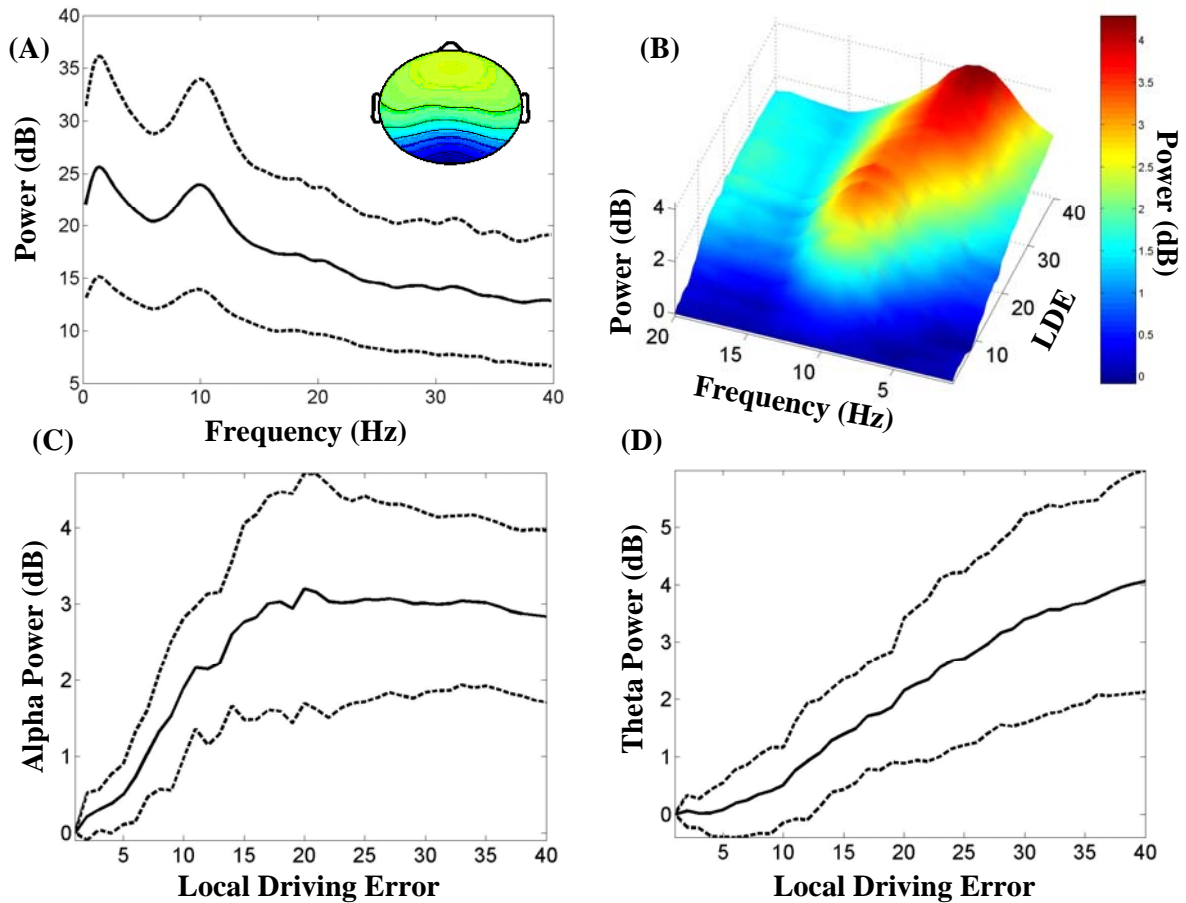 (A)
40
35
30
25
20
15
10
5
Power (dB)
0 10 20 30 40
Frequency (Hz)
(B)
4
2
0
Power (dB)
20 15 10 5
Frequency (Hz)
10
20
30
40
LDE
4
3.5
3
2.5
2
1.5
1
0.5
0
Power (dB)
(C)
4
3
2
1
0
Alpha Power (dB)
5 10 15 20 25 30 35 40
Local Driving Error
(D)
5
4
3
2
1
0
Theta Power (dB)
5 10 15 20 25 30 35 40
Local Driving Error